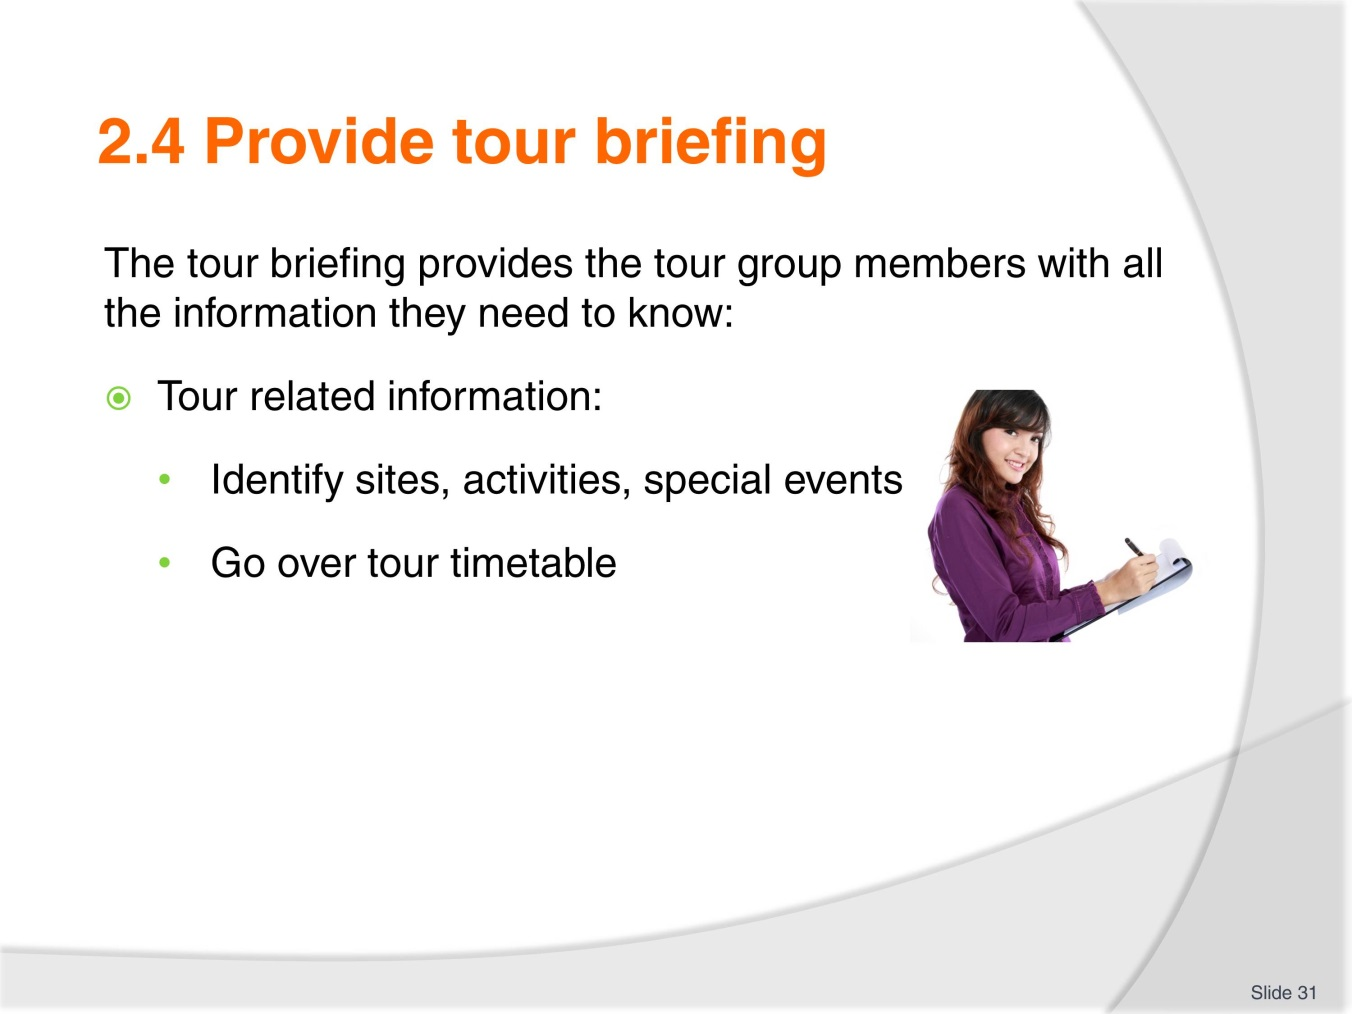 2.4 Provide tour briefing
The tour briefing provides the tour group members with all
the information they need to know:
Tour related information:
• Identify sites, activities, special events
• Go over tour timetable
Slide 31